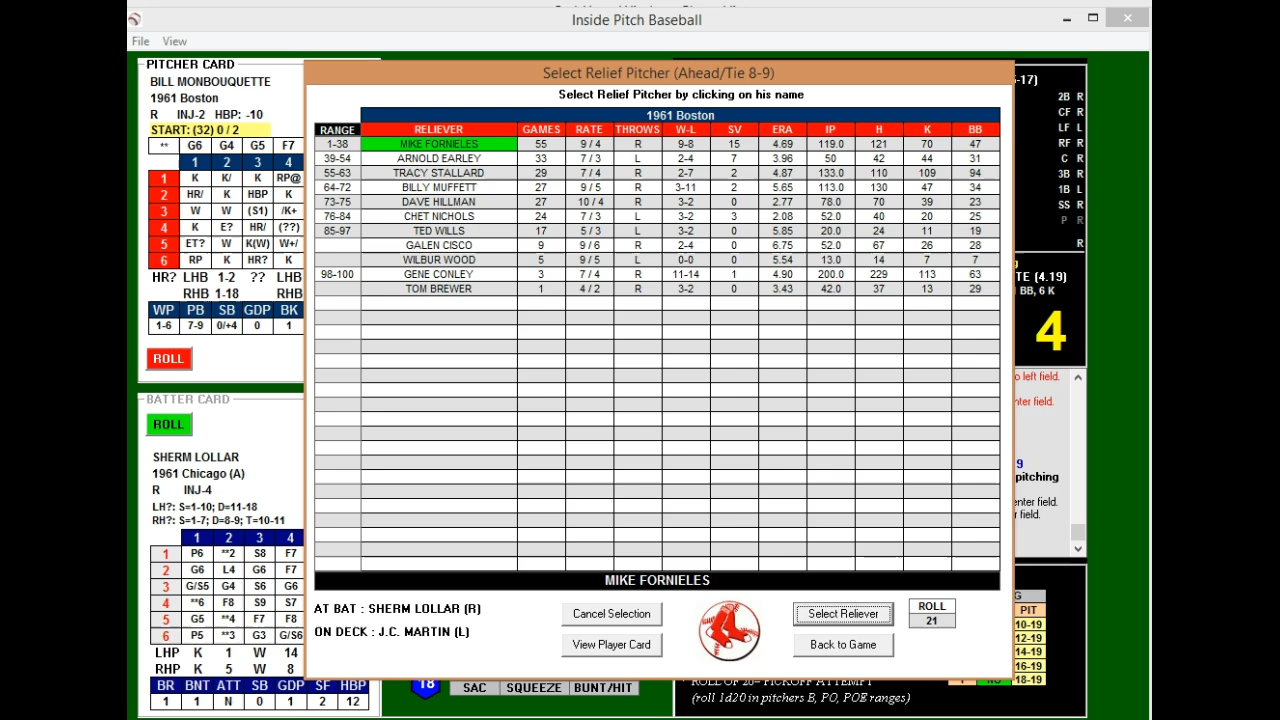 Inside Pitch Baseball
File View
PITCHER CARD
BILL MONBOUQUETTE
1961 Boston
R INJ-2 HBP: -10
START: (32) 0 / 2
** G6 G4 G5 F7
1 2 3 4
1 K K/ K RP@
2 HR/ K HBP K
3 W W (S1) /K+
4 K E? HR/ (??)
5 ET? W K(W) W+/
6 RP K HR? K
HR? LHB 1-2 ?? LHB
RHB 1-18 RHB
WP PB SB GDP BK
1-6 7-9 0/+4 0 1
ROLL
BATTER CARD
ROLL
SHERM LOLLAR
1961 Chicago (A)
R INJ-4
LH?: S=1-10; D=11-18
RH?: S=1-7; D=8-9; T=10-11
1 2 3 4
1 P6 **2 S8 F7
2 G6 L4 G6 F7
3 G/S5 G4 S6 G6
4 **6 F8 S9 S7
5 G5 **4 F7 F8
6 P5 **3 G3 G/S6
LHP K 1 W 14
RHP K 5 W 8
BR BNT ATT SB GDP SF HBP
1 1 N 0 1 2 12
Select Relief Pitcher (Ahead/Tie 8-9)
Select Relief Pitcher by clicking on his name
1961 Boston
RANGE RELIEVER GAMES RATE THROWS W-L SV ERA IP H K BB
1-38 MIKE FORNIELES 55 9 / 4 R 9-8 15 4.69 119.0 121 70 47
39-54 ARNOLD EARLEY 33 7 / 3 L 2-4 7 3.96 50 42 44 31
55-63 TRACY STALLARD 29 7 / 4 R 2-7 2 4.87 133.0 110 109 94
64-72 BILLY MUFFETT 27 9 / 5 R 3-11 2 5.65 113.0 130 47 34
73-75 DAVE HILLMAN 27 10 / 4 R 3-2 0 2.77 78.0 70 39 23
76-84 CHET NICHOLS 24 7 / 3 L 3-2 3 2.08 52.0 40 20 25
85-97 TED WILLS 17 5 / 3 L 3-2 0 5.85 20.0 24 11 19
GALEN CISCO 9 9 / 6 R 2-4 0 6.75 52.0 67 26 28
WILBUR WOOD 5 9 / 5 L 0-0 0 5.54 13.0 14 7 7
98-100 GENE CONLEY 3 7 / 4 R 11-14 1 4.90 200.0 229 113 63
TOM BREWER 1 4 / 2 R 3-2 0 3.43 42.0 37 13 29
MIKE FORNIELES
AT BAT : SHERM LOLLAR (R)
ON DECK : J.C. MARTIN (L)
Cancel Selection
View Player Card
Select Reliever
Back to Game
ROLL
21
-17)
2B R
CF R
LF L
RF R
C R
3B R
1B L
SS R
P R
R
TE (4.19)
BB, 6 K
4
o left field.
nter field.
9
pitching
enter field.
r field.
G
PIT
10-19
12-19
14-19
16-19
18-19
18
SAC SQUEEZE BUNT/HIT
* ROLL OF 20= PICKOFF ATTEMPT
(roll 1d20 in pitchers B, PO, POE ranges)